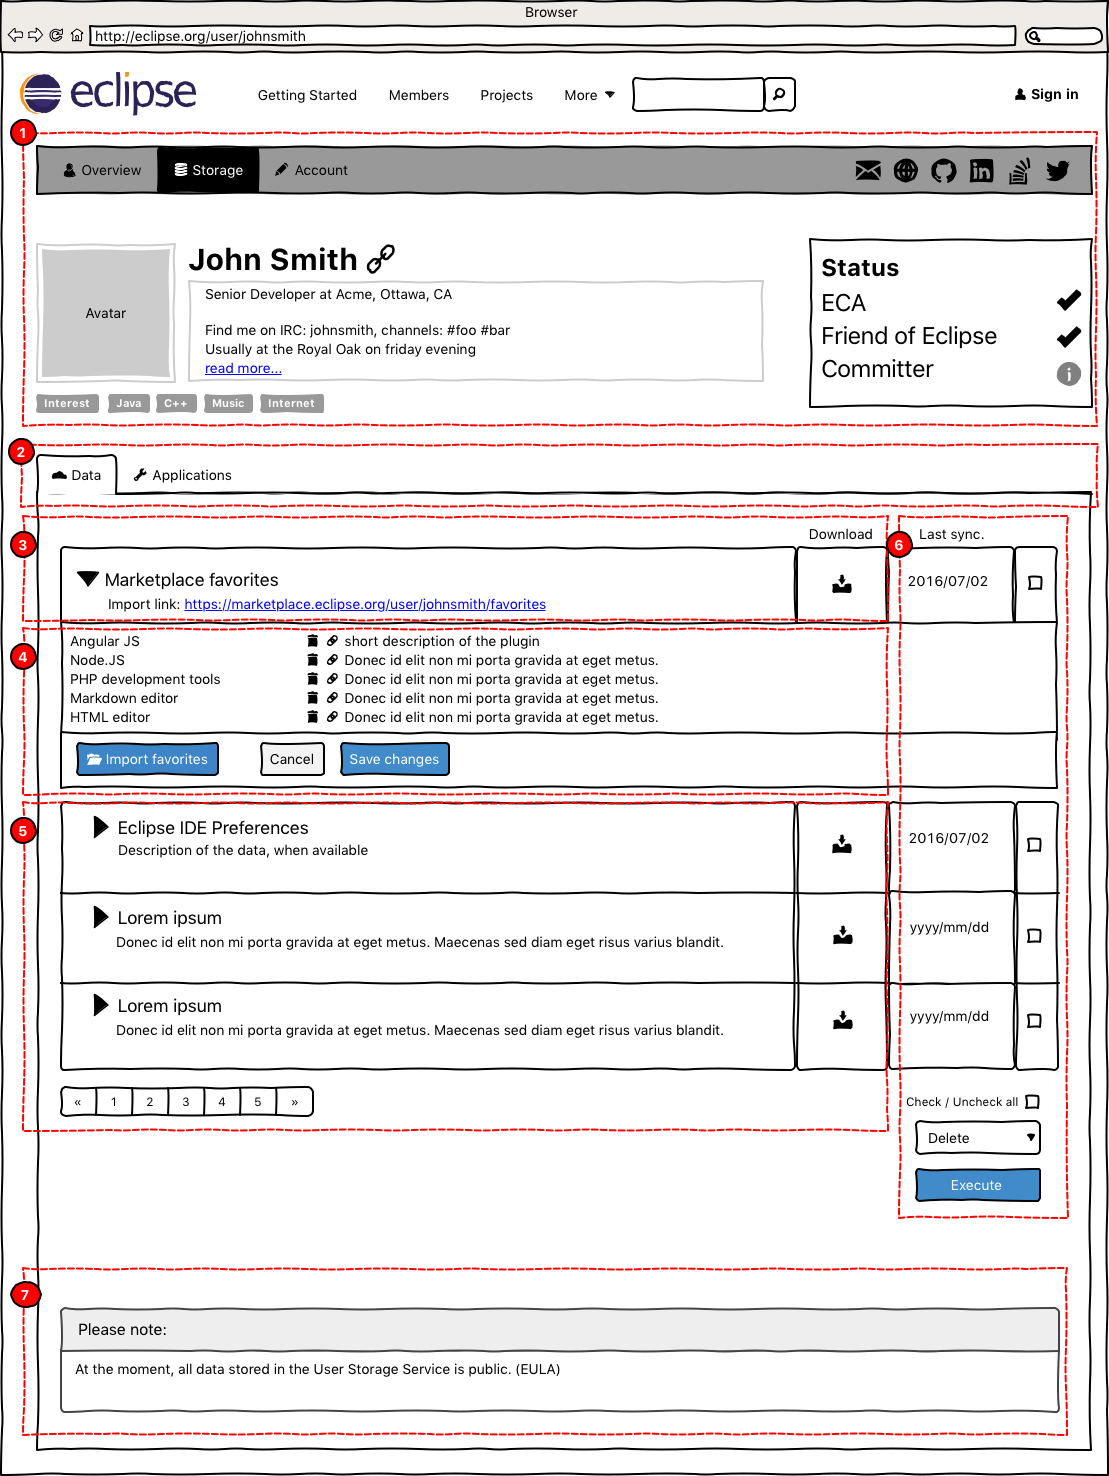 Browser
http://eclipse.org/user/johnsmith
eclipse
Getting Started Members Projects More
Sign in
1
Overview Storage Account
John Smith
Avatar
Senior Developer at Acme, Ottawa, CA
Find me on IRC: johnsmith, channels: #foo #bar
Usually at the Royal Oak on friday evening
read more...
Interest Java C++ Music Internet
Status
ECA
Friend of Eclipse
Committer
2
Data Applications
3
Download
6
Last sync.
Marketplace favorites
Import link: https://marketplace.eclipse.org/user/johnsmith/favorites
2016/07/02
4
Angular JS short description of the plugin
Node.JS Donec id elit non mi porta gravida at eget metus.
PHP development tools Donec id elit non mi porta gravida at eget metus.
Markdown editor Donec id elit non mi porta gravida at eget metus.
HTML editor Donec id elit non mi porta gravida at eget metus.
Import favorites Cancel Save changes
5
Eclipse IDE Preferences
Description of the data, when available
2016/07/02
Lorem ipsum
Donec id elit non mi porta gravida at eget metus. Maecenas sed diam eget risus varius blandit.
yyyy/mm/dd
Lorem ipsum
Donec id elit non mi porta gravida at eget metus. Maecenas sed diam eget risus varius blandit.
yyyy/mm/dd
« 1 2 3 4 5 »
Check / Uncheck all
Delete
Execute
7
Please note:
At the moment, all data stored in the User Storage Service is public. (EULA)